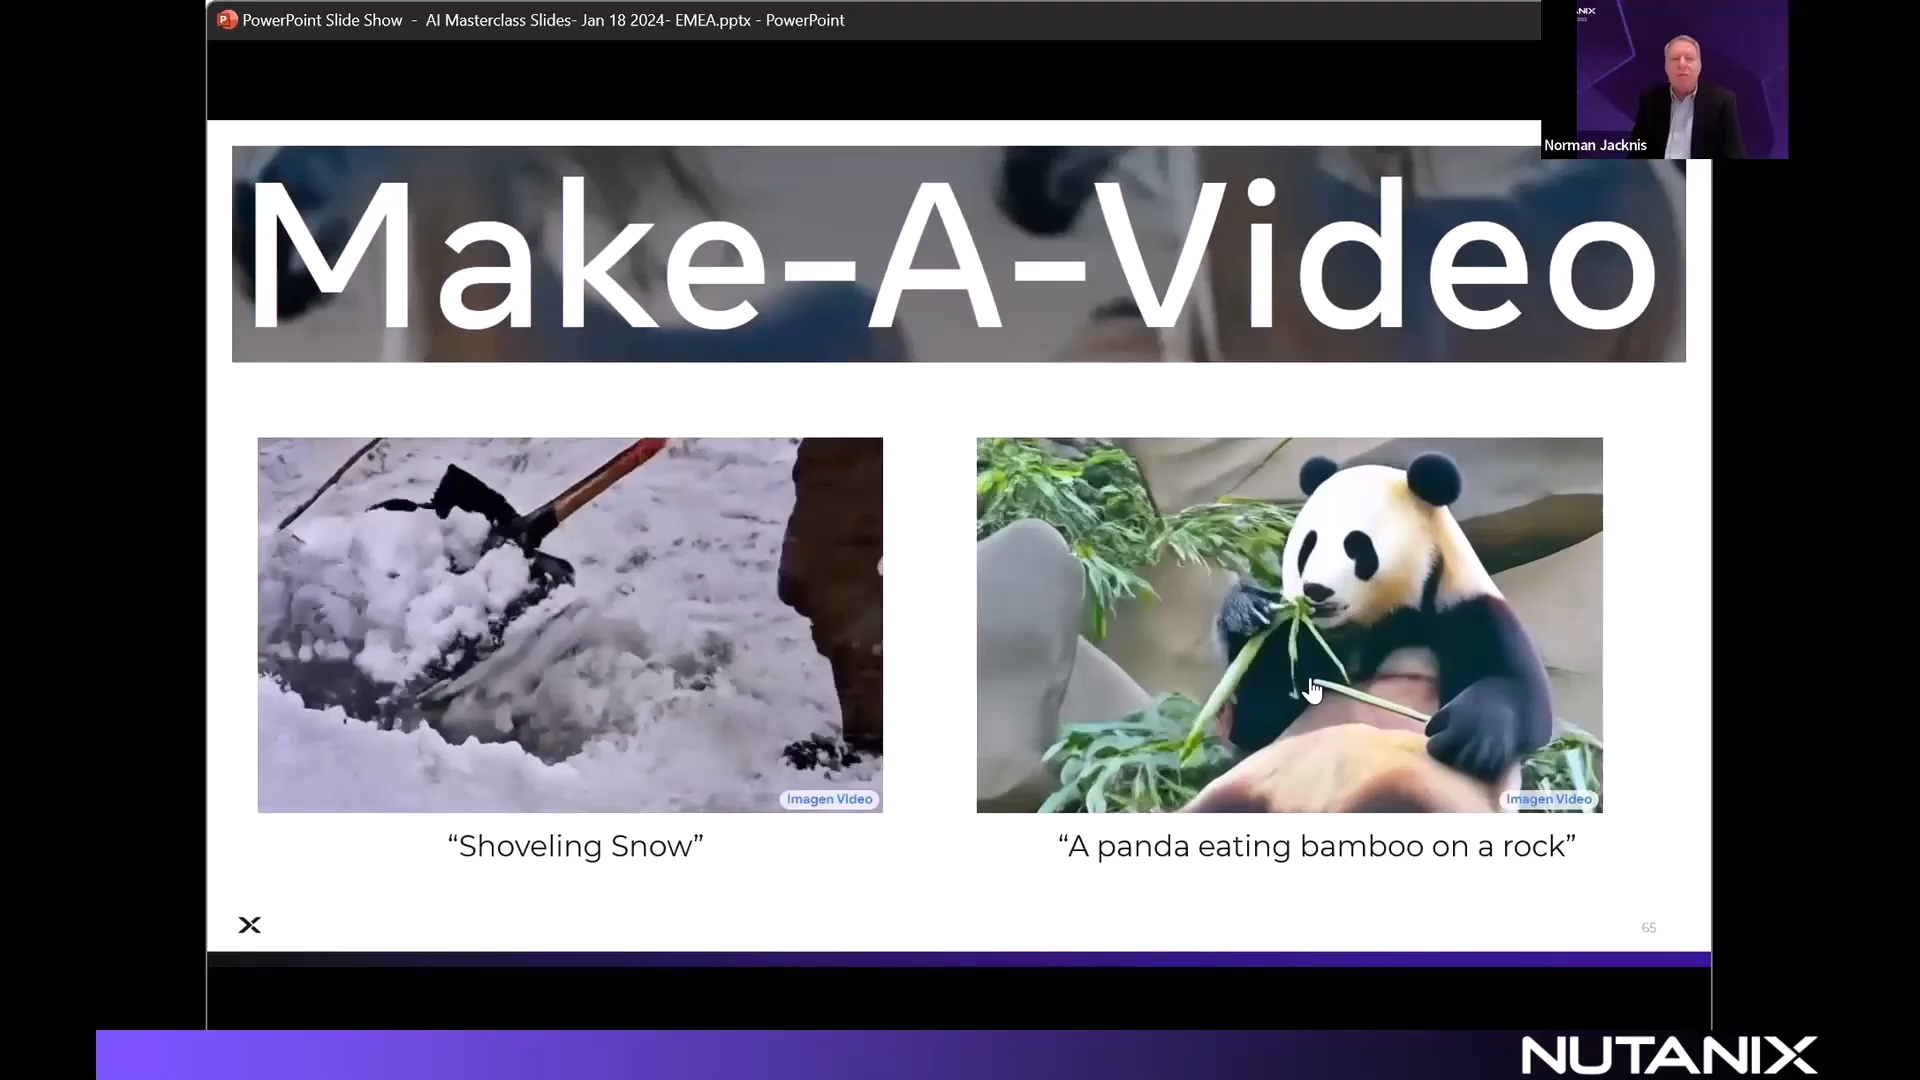 PowerPoint Slide Show - AI Masterclass Slides- Jan 18 2024- EMEA.pptx - PowerPoint
Norman Jacknis
Make-A-Video
Imagen Video
Imagen Video
“Shoveling Snow”
“A panda eating bamboo on a rock”
65
NUTANIX